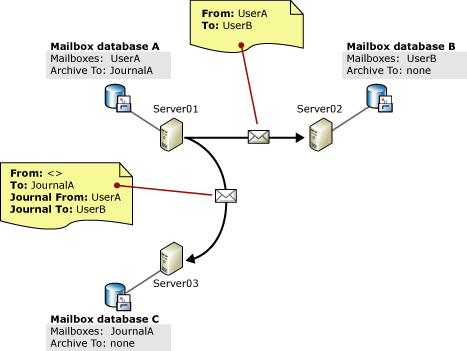 From: UserA
To: UserB
Mailbox database A
Mailboxes: UserA
Archive To: JournalA
Mailbox database B
Mailboxes: UserB
Archive To: none
Server01
Server02
From: <>
To: JournalA
Journal From: UserA
Journal To: UserB
Server03
Mailbox database C
Mailboxes: JournalA
Archive To: none